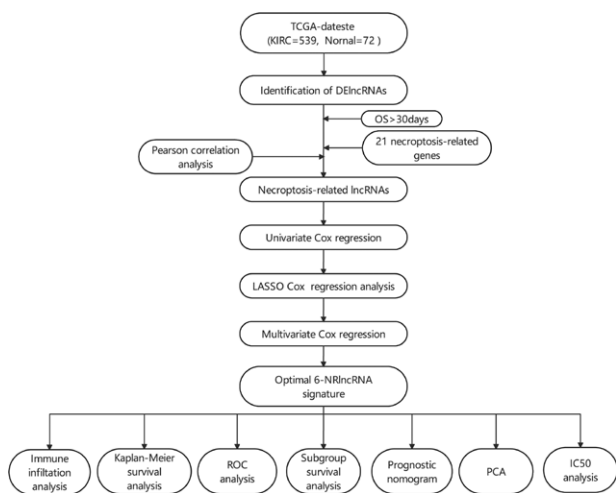 TCGA-dateste
(KIRC=539, Nornal=72 )
Identification of DElncRNAs
OS>30days
21 necroptosis-related
genes
Pearson correlation
analysis
Necroptosis-related lncRNAs
Univariate Cox regression
LASSO Cox regression analysis
Multivariate Cox regression
Optimal 6-NRlncRNA
signature
Immune
infiltation
analysis
Kaplan-Meier
survival
analysis
ROC
analysis
Subgroup
survival
analysis
Prognostic
nomogram
PCA
IC50
analysis